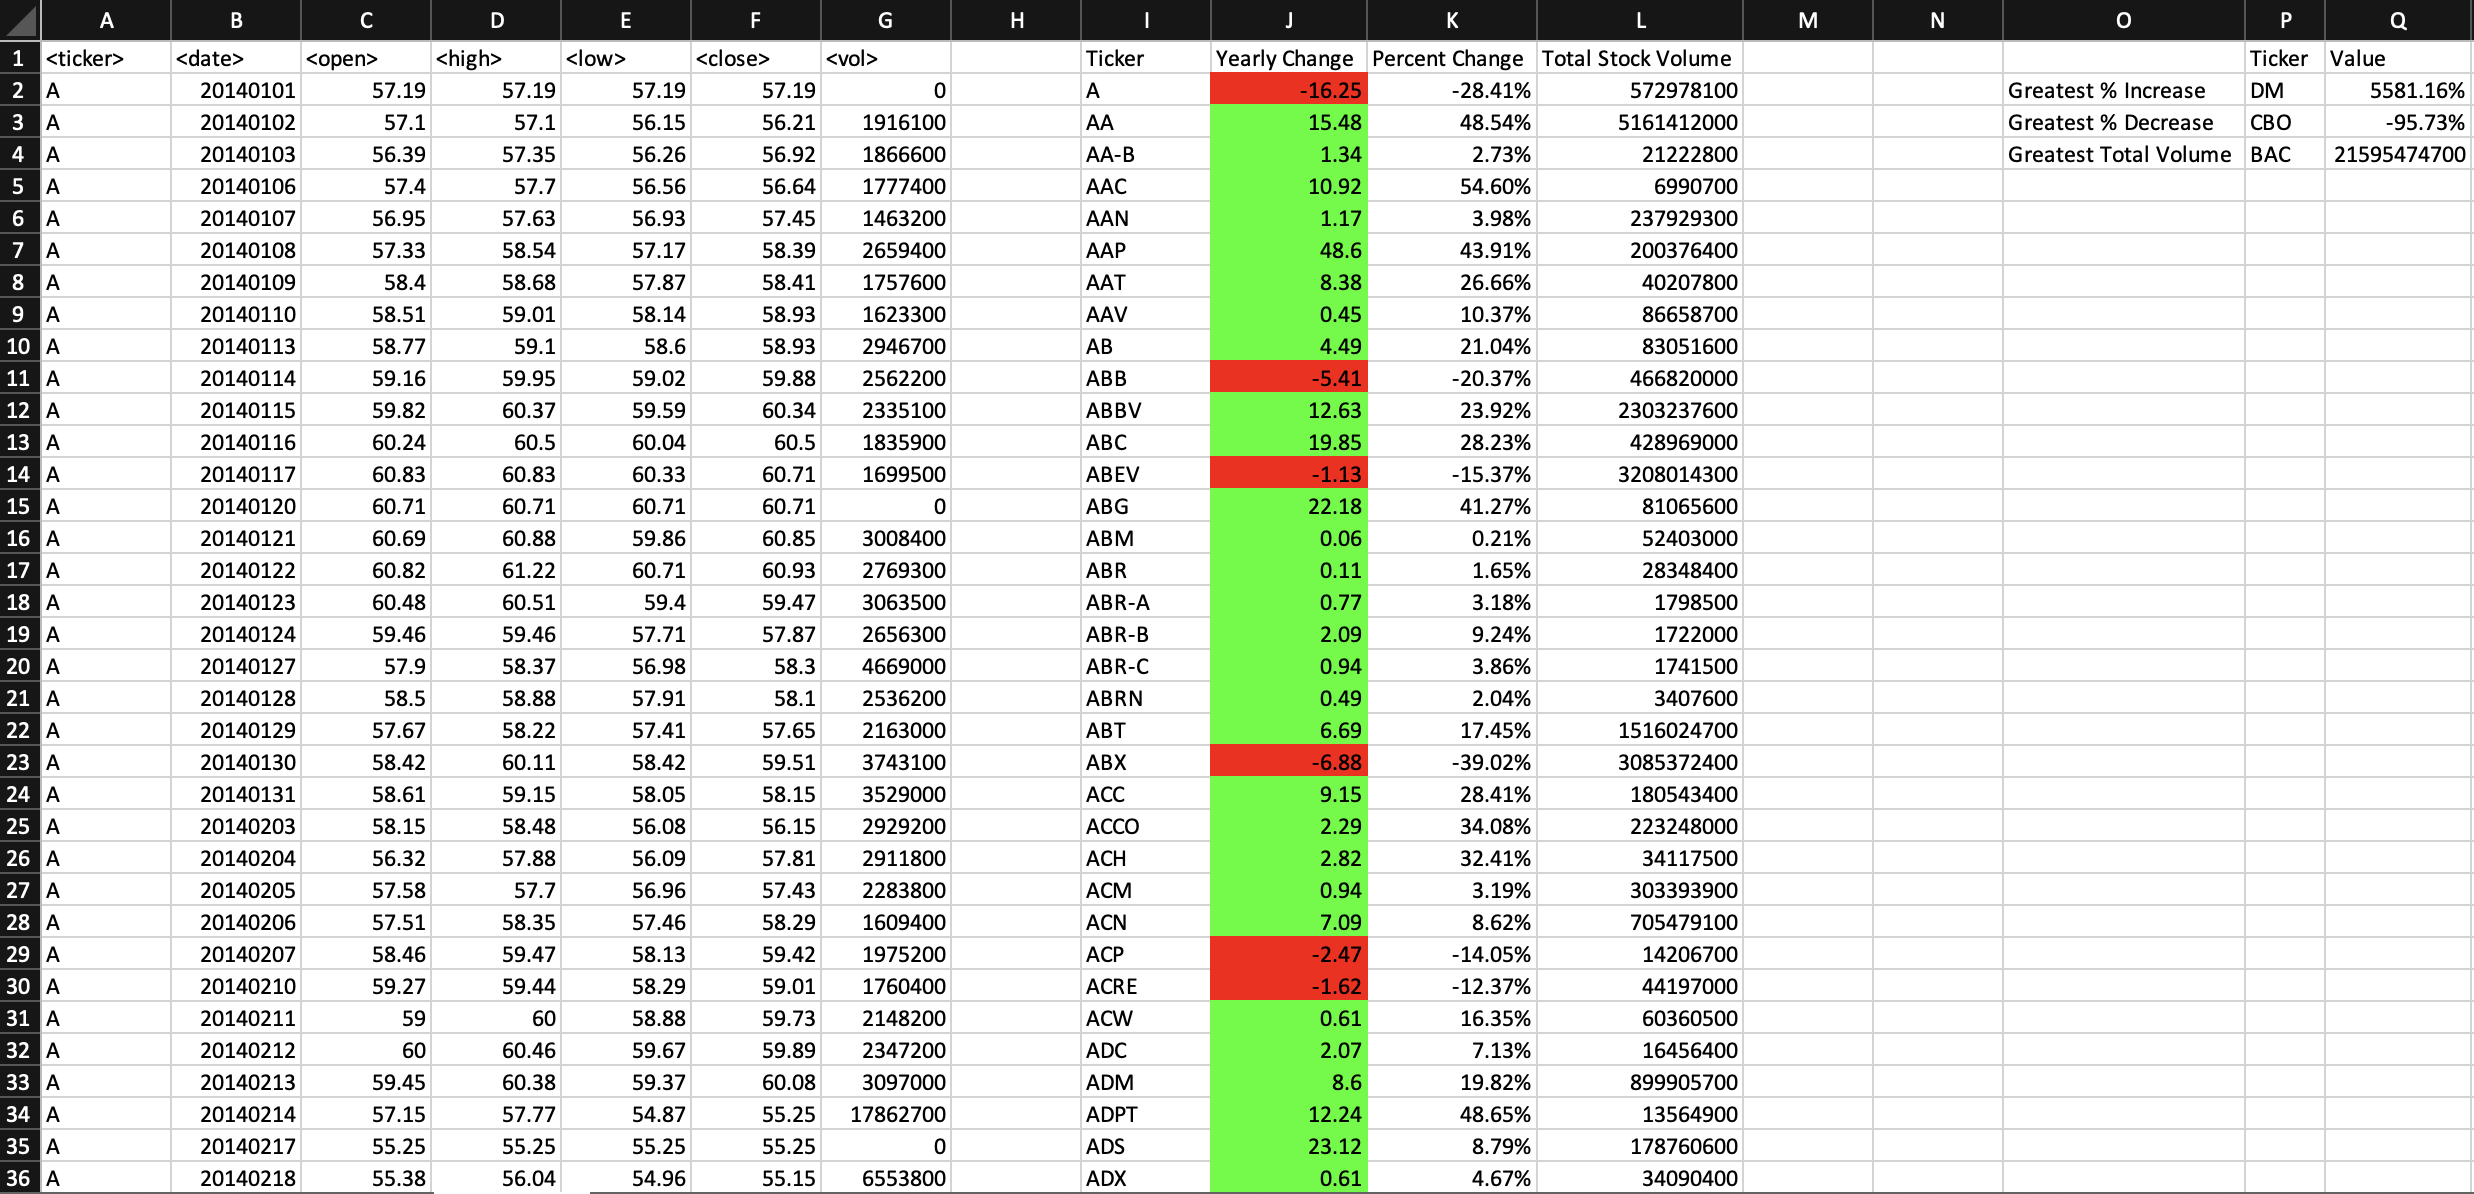 A B C D E F G H I J K L M N O P Q
1 <ticker> <date> <open> <high> <low> <close> <vol> Ticker Yearly Change Percent Change Total Stock Volume Ticker Value
2 A 20140101 57.19 57.19 57.19 57.19 0 A -16.25 -28.41% 572978100 Greatest % Increase DM 5581.16%
3 A 20140102 57.1 57.1 56.15 56.21 1916100 AA 15.48 48.54% 5161412000 Greatest % Decrease CBO -95.73%
4 A 20140103 56.39 57.35 56.26 56.92 1866600 AA-B 1.34 2.73% 21222800 Greatest Total Volume BAC 21595474700
5 A 20140106 57.4 57.7 56.56 56.64 1777400 AAC 10.92 54.60% 6990700
6 A 20140107 56.95 57.63 56.93 57.45 1463200 AAN 1.17 3.98% 237929300
7 A 20140108 57.33 58.54 57.17 58.39 2659400 AAP 48.6 43.91% 200376400
8 A 20140109 58.4 58.68 57.87 58.41 1757600 AAT 8.38 26.66% 40207800
9 A 20140110 58.51 59.01 58.14 58.93 1623300 AAV 0.45 10.37% 86658700
10 A 20140113 58.77 59.1 58.6 58.93 2946700 AB 4.49 21.04% 83051600
11 A 20140114 59.16 59.95 59.02 59.88 2562200 ABB -5.41 -20.37% 466820000
12 A 20140115 59.82 60.37 59.59 60.34 2335100 ABBV 12.63 23.92% 2303237600
13 A 20140116 60.24 60.5 60.04 60.5 1835900 ABC 19.85 28.23% 428969000
14 A 20140117 60.83 60.83 60.33 60.71 1699500 ABEV -1.13 -15.37% 3208014300
15 A 20140120 60.71 60.71 60.71 60.71 0 ABG 22.18 41.27% 81065600
16 A 20140121 60.69 60.88 59.86 60.85 3008400 ABM 0.06 0.21% 52403000
17 A 20140122 60.82 61.22 60.71 60.93 2769300 ABR 0.11 1.65% 28348400
18 A 20140123 60.48 60.51 59.4 59.47 3063500 ABR-A 0.77 3.18% 1798500
19 A 20140124 59.46 59.46 57.71 57.87 2656300 ABR-B 2.09 9.24% 1722000
20 A 20140127 57.9 58.37 56.98 58.3 4669000 ABR-C 0.94 3.86% 1741500
21 A 20140128 58.5 58.88 57.91 58.1 2536200 ABRN 0.49 2.04% 3407600
22 A 20140129 57.67 58.22 57.41 57.65 2163000 ABT 6.69 17.45% 1516024700
23 A 20140130 58.42 60.11 58.42 59.51 3743100 ABX -6.88 -39.02% 3085372400
24 A 20140131 58.61 59.15 58.05 58.15 3529000 ACC 9.15 28.41% 180543400
25 A 20140203 58.15 58.48 56.08 56.15 2929200 ACCO 2.29 34.08% 223248000
26 A 20140204 56.32 57.88 56.09 57.81 2911800 ACH 2.82 32.41% 34117500
27 A 20140205 57.58 57.7 56.96 57.43 2283800 ACM 0.94 3.19% 303393900
28 A 20140206 57.51 58.35 57.46 58.29 1609400 ACN 7.09 8.62% 705479100
29 A 20140207 58.46 59.47 58.13 59.42 1975200 ACP -2.47 -14.05% 14206700
30 A 20140210 59.27 59.44 58.29 59.01 1760400 ACRE -1.62 -12.37% 44197000
31 A 20140211 59 60 58.88 59.73 2148200 ACW 0.61 16.35% 60360500
32 A 20140212 60 60.46 59.67 59.89 2347200 ADC 2.07 7.13% 16456400
33 A 20140213 59.45 60.38 59.37 60.08 3097000 ADM 8.6 19.82% 899905700
34 A 20140214 57.15 57.77 54.87 55.25 17862700 ADPT 12.24 48.65% 13564900
35 A 20140217 55.25 55.25 55.25 55.25 0 ADS 23.12 8.79% 178760600
36 A 20140218 55.38 56.04 54.96 55.15 6553800 ADX 0.61 4.67% 34090400